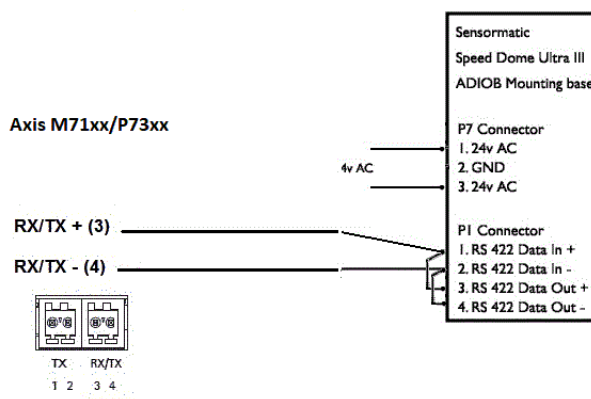 Sensormatic
Speed Dome Ultra III
ADIOB Mounting base
Axis M71xx/P73xx
P7 Connector
1. 24v AC
4v AC
2. GND
3. 24v AC
RX/TX + (3)
P1 Connector
1. RS 422 Data In +
RX/TX - (4)
2. RS 422 Data In -
3. RS 422 Data Out +
4. RS 422 Data Out -
TX RX/TX
1 2 3 4